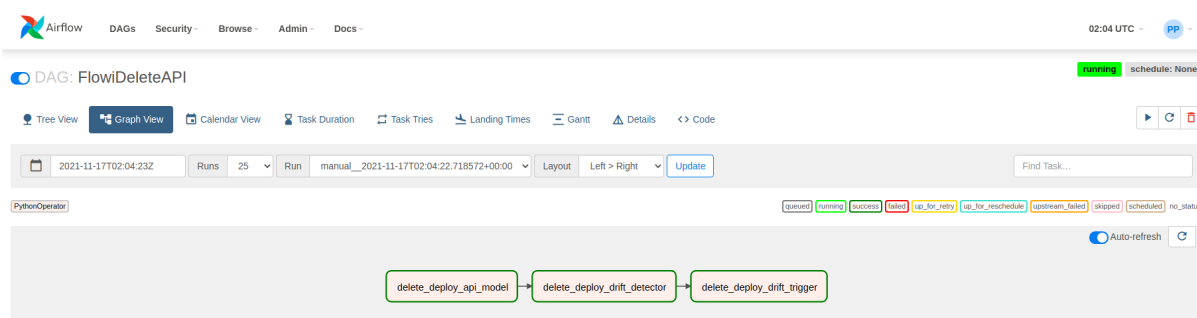 Airflow DAGs Security Browse Admin Docs 02:04 UTC PP
running schedule: None
DAG: FlowiDeleteAPI
Tree View Graph View Calendar View Task Duration Task Tries Landing Times Gantt Details Code
2021-11-17T02:04:23Z Runs 25 Run manual__2021-11-17T02:04:22.718572+00:00 Layout Left > Right Update Find Task...
PythonOperator queued running success failed up_for_retry up_for_reschedule upstream_failed skipped scheduled no_statu
Auto-refresh
delete_deploy_api_model delete_deploy_drift_detector delete_deploy_drift_trigger